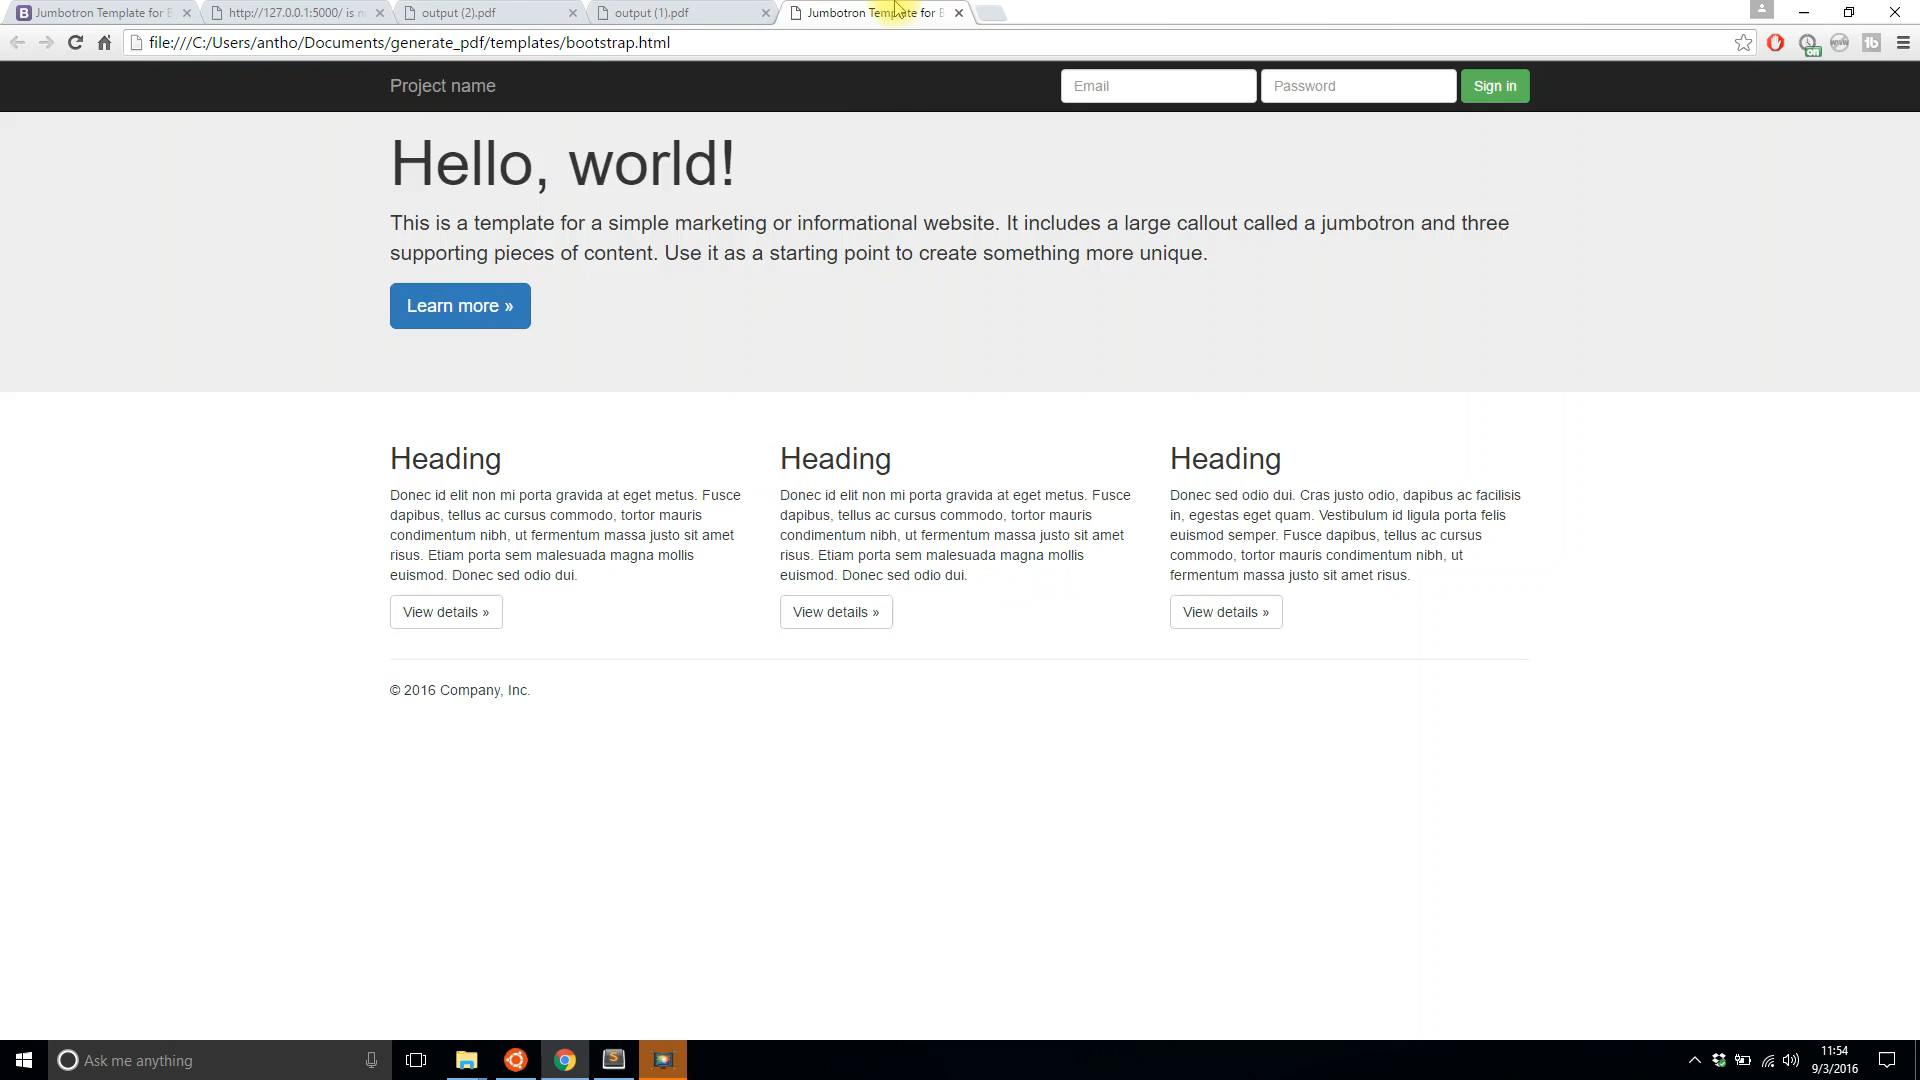 Jumbotron Template for B
http://127.0.0.1:5000/ is n
output (2).pdf
output (1).pdf
Jumbotron Template for B
file:///C:/Users/antho/Documents/generate_pdf/templates/bootstrap.html
on
www
tb
Project name
Email
Password
Sign in
Hello, world!
This is a template for a simple marketing or informational website. It includes a large callout called a jumbotron and three
supporting pieces of content. Use it as a starting point to create something more unique.
Learn more »
Heading
Donec id elit non mi porta gravida at eget metus. Fusce
dapibus, tellus ac cursus commodo, tortor mauris
condimentum nibh, ut fermentum massa justo sit amet
risus. Etiam porta sem malesuada magna mollis
euismod. Donec sed odio dui.
View details »
Heading
Donec id elit non mi porta gravida at eget metus. Fusce
dapibus, tellus ac cursus commodo, tortor mauris
condimentum nibh, ut fermentum massa justo sit amet
risus. Etiam porta sem malesuada magna mollis
euismod. Donec sed odio dui.
View details »
Heading
Donec sed odio dui. Cras justo odio, dapibus ac facilisis
in, egestas eget quam. Vestibulum id ligula porta felis
euismod semper. Fusce dapibus, tellus ac cursus
commodo, tortor mauris condimentum nibh, ut
fermentum massa justo sit amet risus.
View details »
© 2016 Company, Inc.
Ask me anything
11:54
9/3/2016